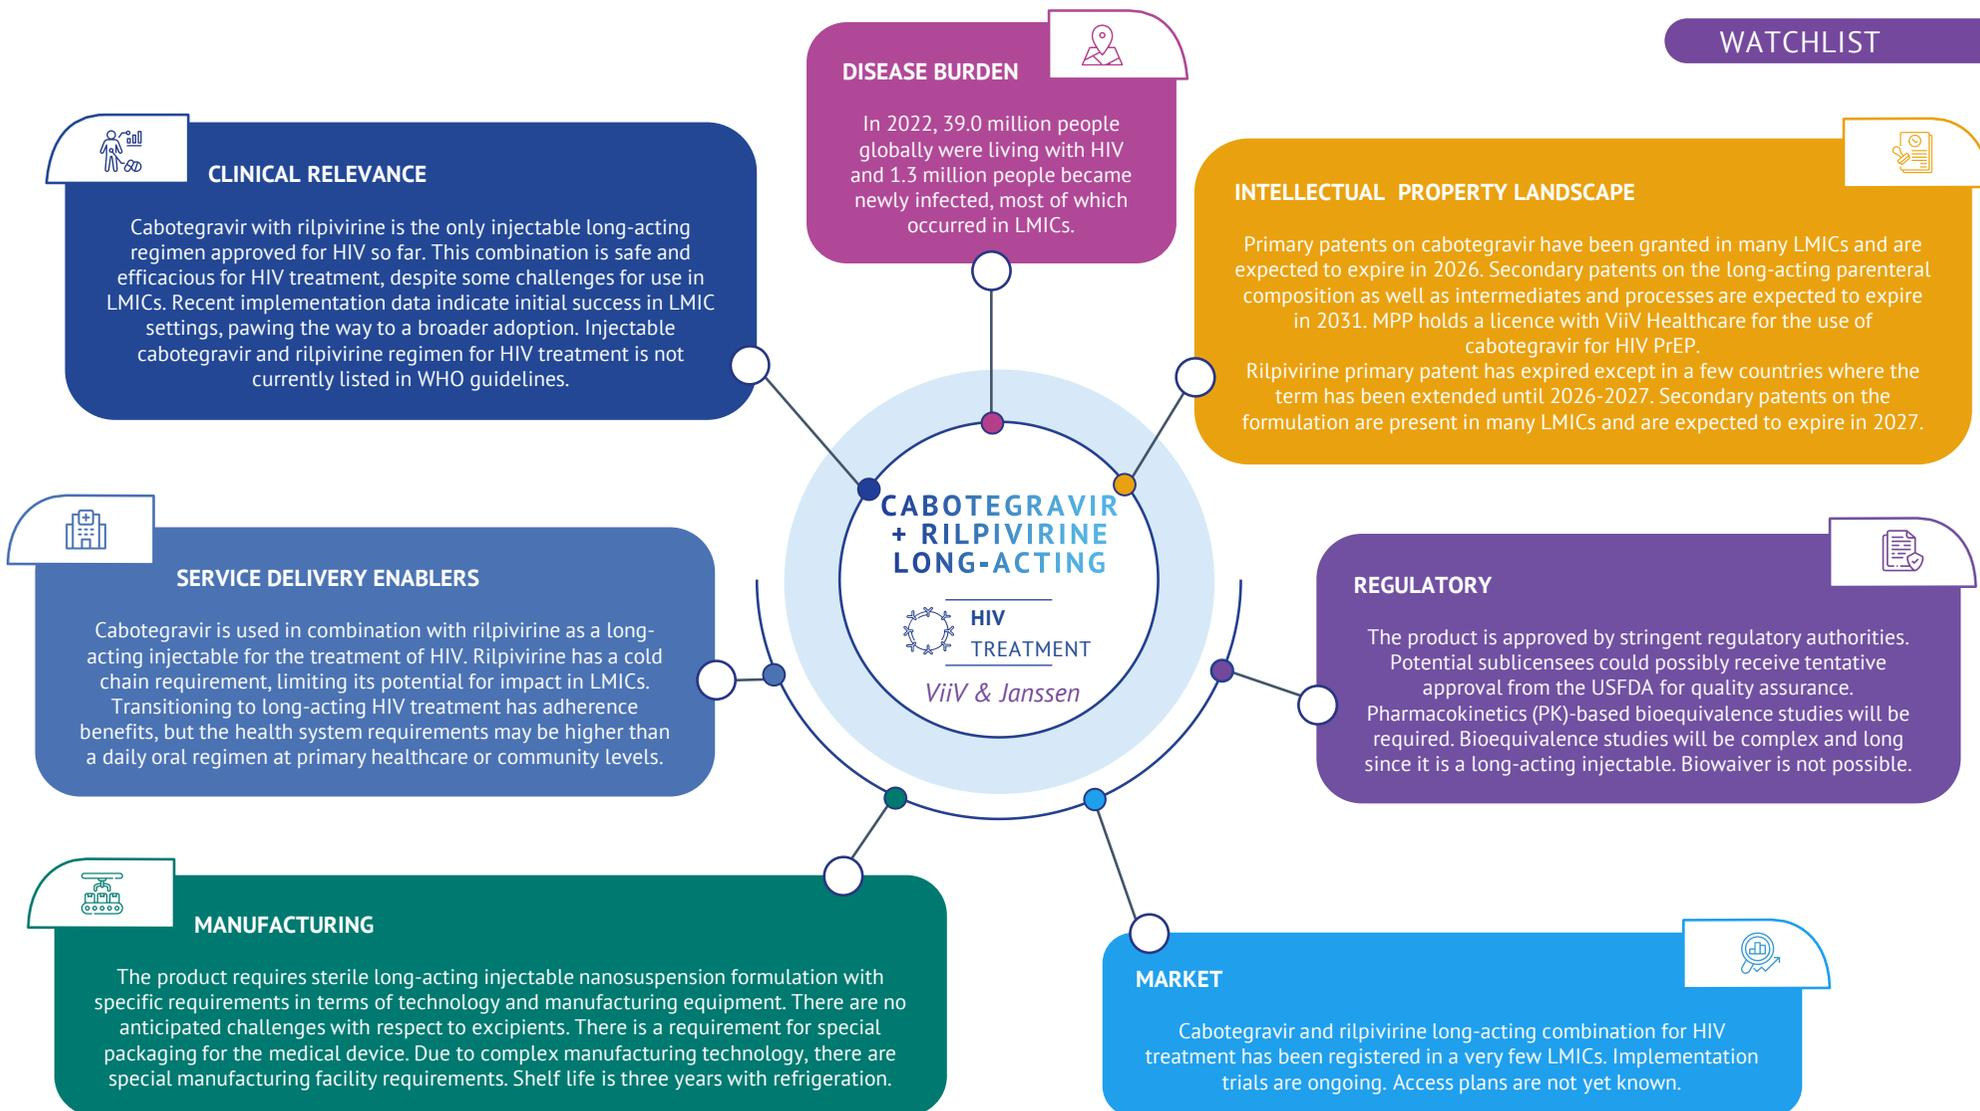 WATCHLIST
DISEASE BURDEN
In 2022, 39.0 million people
globally were living with HIV
and 1.3 million people became
newly infected, most of which
occurred in LMICs.
CLINICAL RELEVANCE
Cabotegravir with rilpivirine is the only injectable long-acting
regimen approved for HIV so far. This combination is safe and
efficacious for HIV treatment, despite some challenges for use in
LMICs. Recent implementation data indicate initial success in LMIC
settings, pawing the way to a broader adoption. Injectable
cabotegravir and rilpivirine regimen for HIV treatment is not
currently listed in WHO guidelines.
INTELLECTUAL PROPERTY LANDSCAPE
Primary patents on cabotegravir have been granted in many LMICs and are
expected to expire in 2026. Secondary patents on the long-acting parenteral
composition as well as intermediates and processes are expected to expire
in 2031. MPP holds a licence with ViiV Healthcare for the use of
cabotegravir for HIV PrEP.
Rilpivirine primary patent has expired except in a few countries where the
term has been extended until 2026-2027. Secondary patents on the
formulation are present in many LMICs and are expected to expire in 2027.
CABOTEGRAVIR
+ RILPIVIRINE
LONG-ACTING
HIV
TREATMENT
ViiV & Janssen
SERVICE DELIVERY ENABLERS
Cabotegravir is used in combination with rilpivirine as a long-
acting injectable for the treatment of HIV. Rilpivirine has a cold
chain requirement, limiting its potential for impact in LMICs.
Transitioning to long-acting HIV treatment has adherence
benefits, but the health system requirements may be higher than
a daily oral regimen at primary healthcare or community levels.
REGULATORY
The product is approved by stringent regulatory authorities.
Potential sublicensees could possibly receive tentative
approval from the USFDA for quality assurance.
Pharmacokinetics (PK)-based bioequivalence studies will be
required. Bioequivalence studies will be complex and long
since it is a long-acting injectable. Biowaiver is not possible.
MANUFACTURING
The product requires sterile long-acting injectable nanosuspension formulation with
specific requirements in terms of technology and manufacturing equipment. There are no
anticipated challenges with respect to excipients. There is a requirement for special
packaging for the medical device. Due to complex manufacturing technology, there are
special manufacturing facility requirements. Shelf life is three years with refrigeration.
MARKET
Cabotegravir and rilpivirine long-acting combination for HIV
treatment has been registered in a very few LMICs. Implementation
trials are ongoing. Access plans are not yet known.